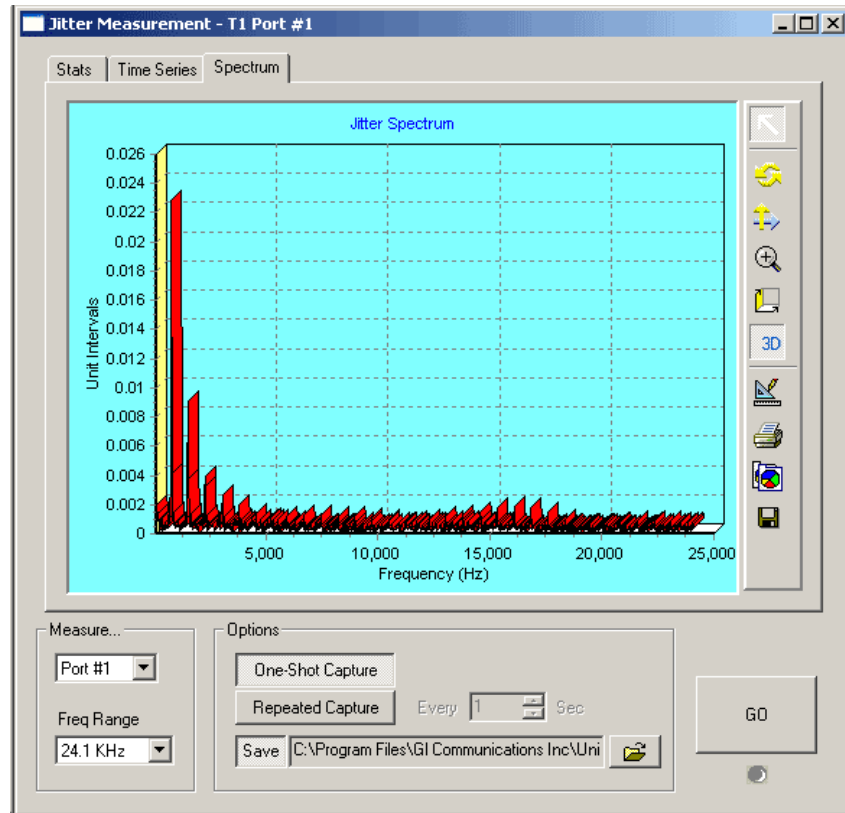 Jitter Measurement - T1 Port #1
Stats Time Series Spectrum
Jitter Spectrum
0.026
0.024
0.022
0.02
0.018
0.016
0.014
0.012
0.01
0.008
0.006
0.004
0.002
0
Unit Intervals
5,000 10,000 15,000 20,000 25,000
Frequency (Hz)
3D
Measure...
Port #1
Freq Range
24.1 KHz
Options
One-Shot Capture
Repeated Capture Every 1 Sec
Save C:\Program Files\GI Communications Inc\Uni
GO